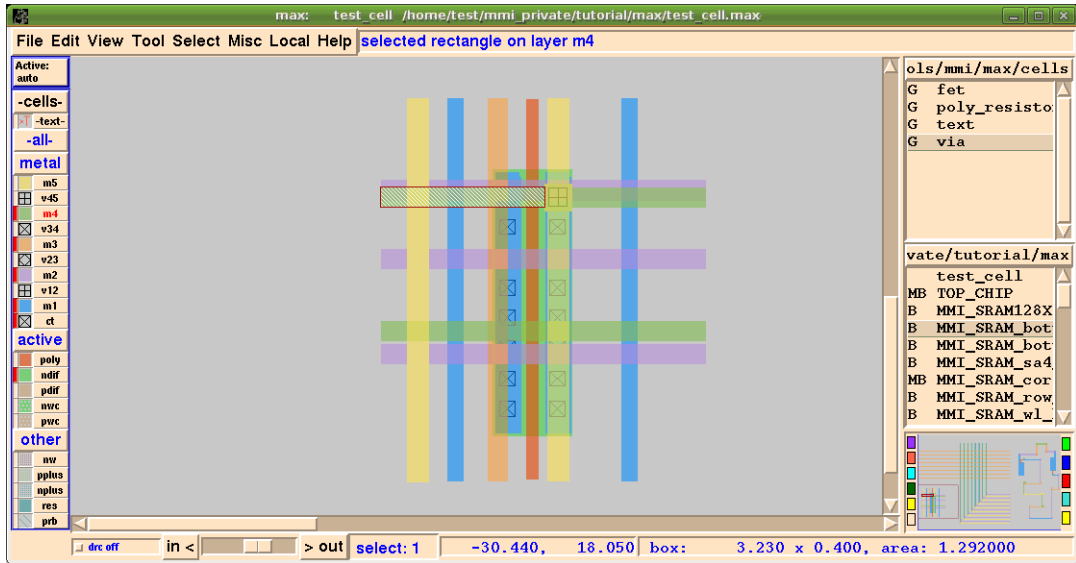 max: test_cell /home/test/mmi_private/tutorial/max/test_cell.max
File Edit View Tool Select Misc Local Help selected rectangle on layer m4
Active:
auto
-cells-
-text-
-all-
metal
m5
v45
m4
v34
m3
v23
m2
v12
m1
ct
active
poly
ndif
pdif
nwc
pwc
other
nw
pplus
nplus
res
prb
ols/mmi/max/cells
G fet
G poly_resisto
G text
G via
vate/tutorial/max
test_cell
MB TOP_CHIP
B MMI_SRAM128X
B MMI_SRAM_bot
B MMI_SRAM_bot
B MMI_SRAM_sa4_
MB MMI_SRAM_cor
B MMI_SRAM_row_
B MMI_SRAM_wl_
drc off in < > out select: 1 -30.440, 18.050 box: 3.230 x 0.400, area: 1.292000